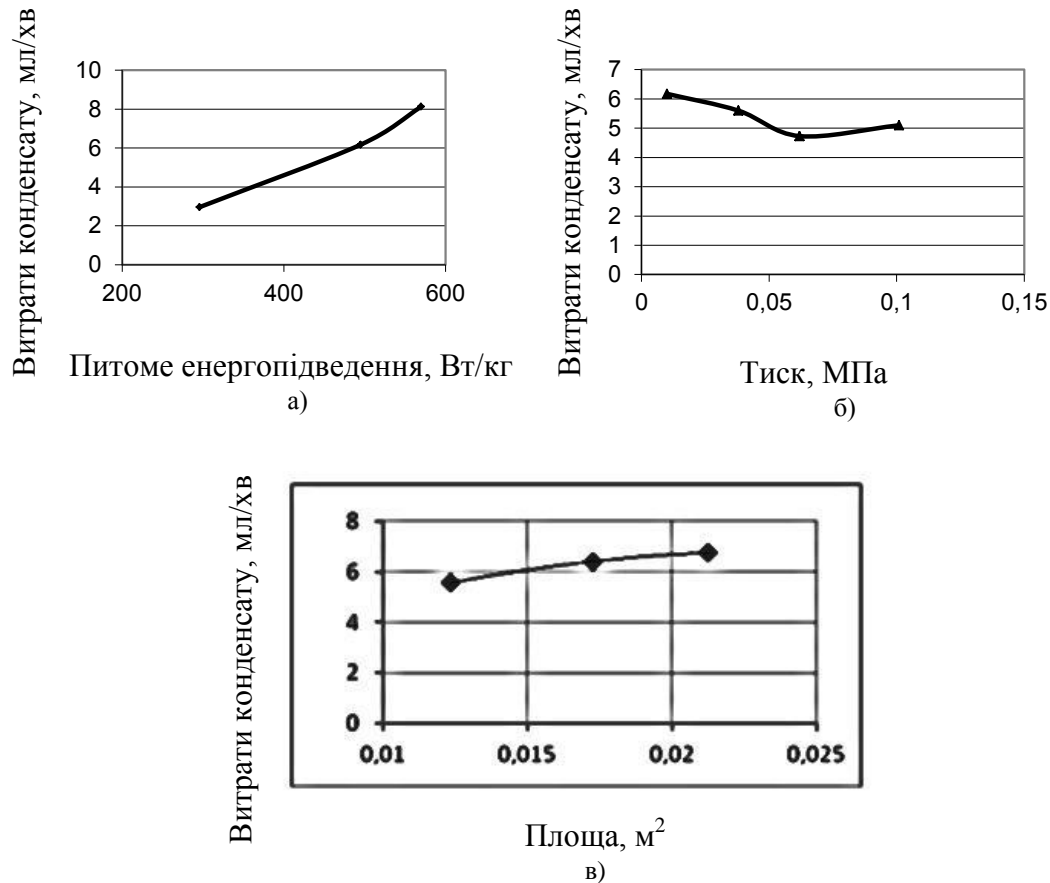 Витрати конденсату, мл/хв
10
8
6
4
2
0
200 400 600
Питоме енергопідведення, Вт/кг
а)
Витрати конденсату, мл/хв
7
6
5
4
3
2
1
0
0 0,05 0,1 0,15
Тиск, МПа
б)
Витрати конденсату, мл/хв
8
6
4
2
0
0,01 0,015 0,02 0,025
Площа, м²
в)